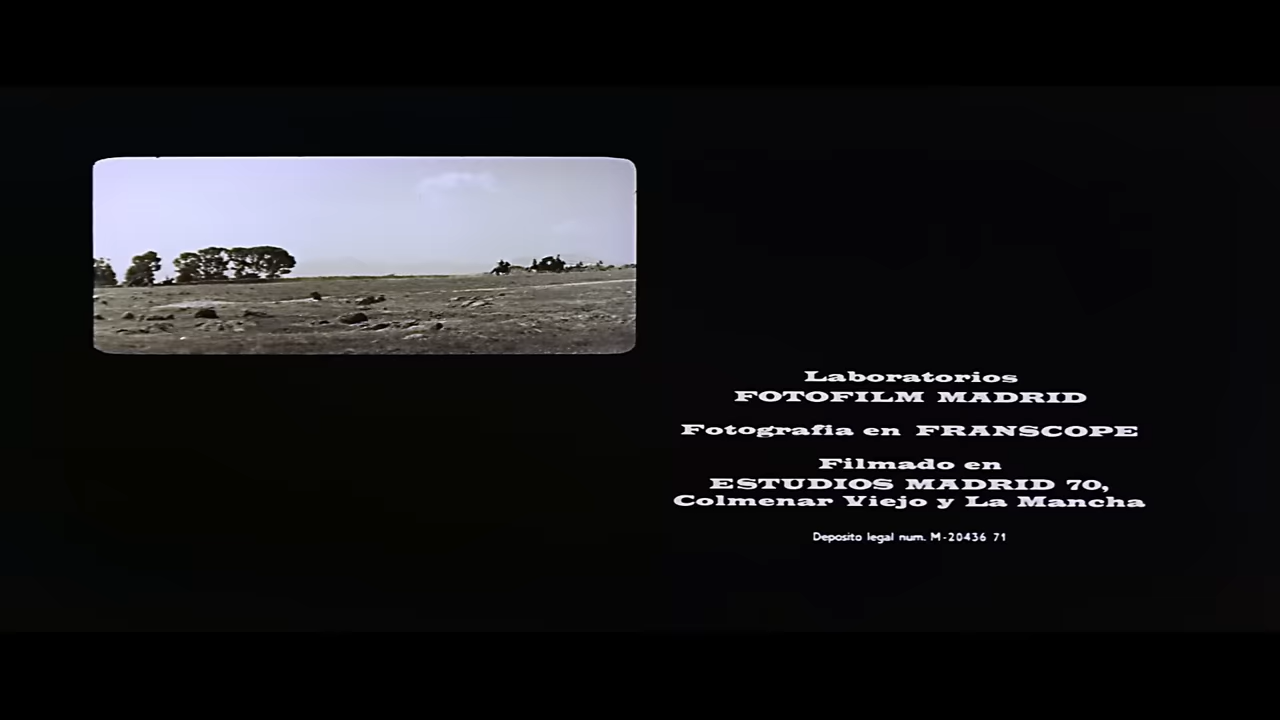 Laboratorios
FOTOFILM MADRID
Fotografia en FRANSCOPE
Filmado en
ESTUDIOS MADRID 70,
Colmenar Viejo y La Mancha
Deposito legal num. M-20436 71